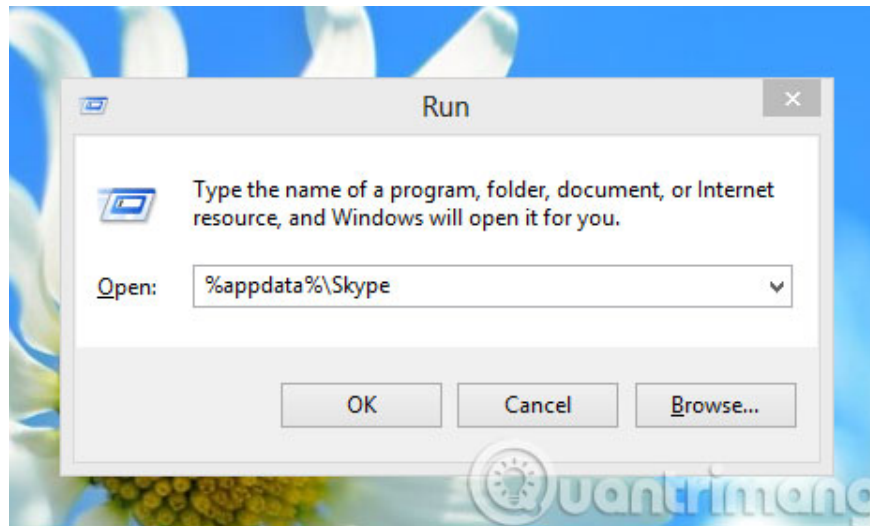 Run
Type the name of a program, folder, document, or Internet
resource, and Windows will open it for you.
Open: %appdata%\Skype
OK Cancel Browse...
Quantrimang